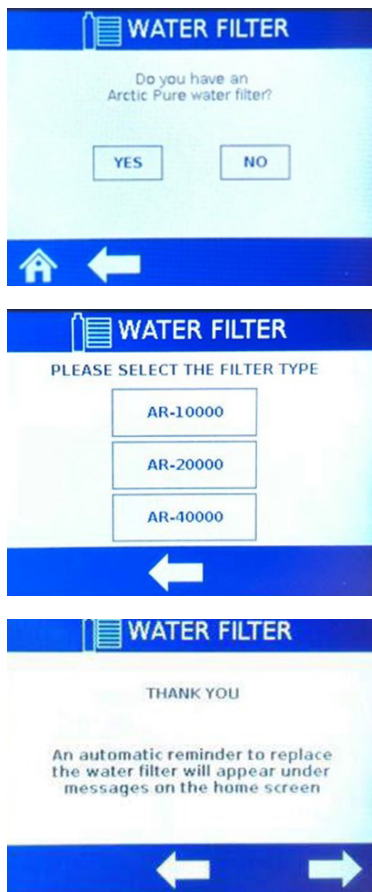 WATER FILTER
Do you have an
Arctic Pure water filter?
YES
NO
WATER FILTER
PLEASE SELECT THE FILTER TYPE
AR-10000
AR-20000
AR-40000
WATER FILTER
THANK YOU
An automatic reminder to replace
the water filter will appear under
messages on the home screen